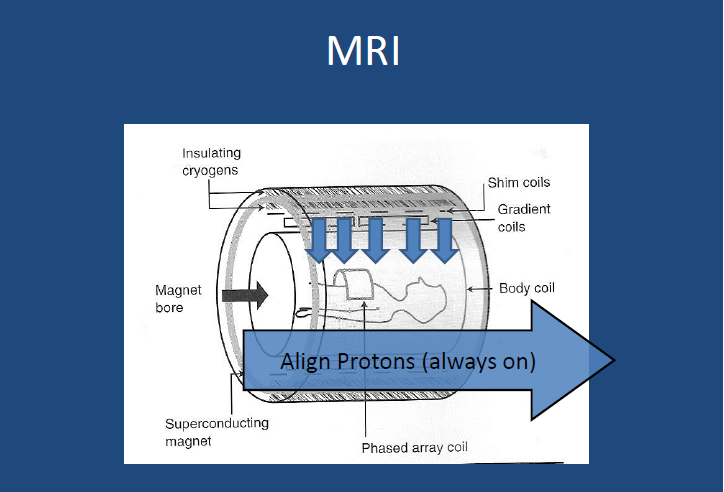 MRI
Insulating
cryogens
Shim coils
Gradient
coils
Magnet
bore
Body coil
Align Protons (always on)
Superconducting
magnet
Phased array coil